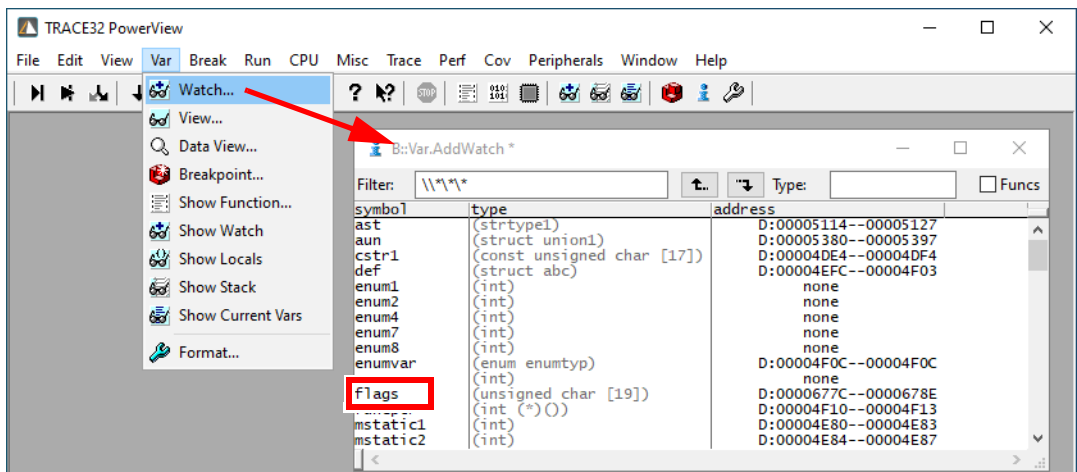 TRACE32 PowerView
File Edit View Var Break Run CPU Misc Trace Perf Cov Peripherals Window Help
Watch...
View...
Data View...
Breakpoint...
Show Function...
Show Watch
Show Locals
Show Stack
Show Current Vars
Format...
STOP
010
101
B::Var.AddWatch *
Filter: \\*\*\* Type: Funcs
symbol type address
ast (strtype1) D:00005114--00005127
aun (struct union1) D:00005380--00005397
cstr1 (const unsigned char [17]) D:00004DE4--00004DF4
def (struct abc) D:00004EFC--00004F03
enum1 (int) none
enum2 (int) none
enum4 (int) none
enum7 (int) none
enum8 (int) none
enumvar (enum enumtyp) D:00004F0C--00004F0C
(int) none
flags (unsigned char [19]) D:0000677C--0000678E
(int (*)()) D:00004F10--00004F13
mstatic1 (int) D:00004E80--00004E83
mstatic2 (int) D:00004E84--00004E87